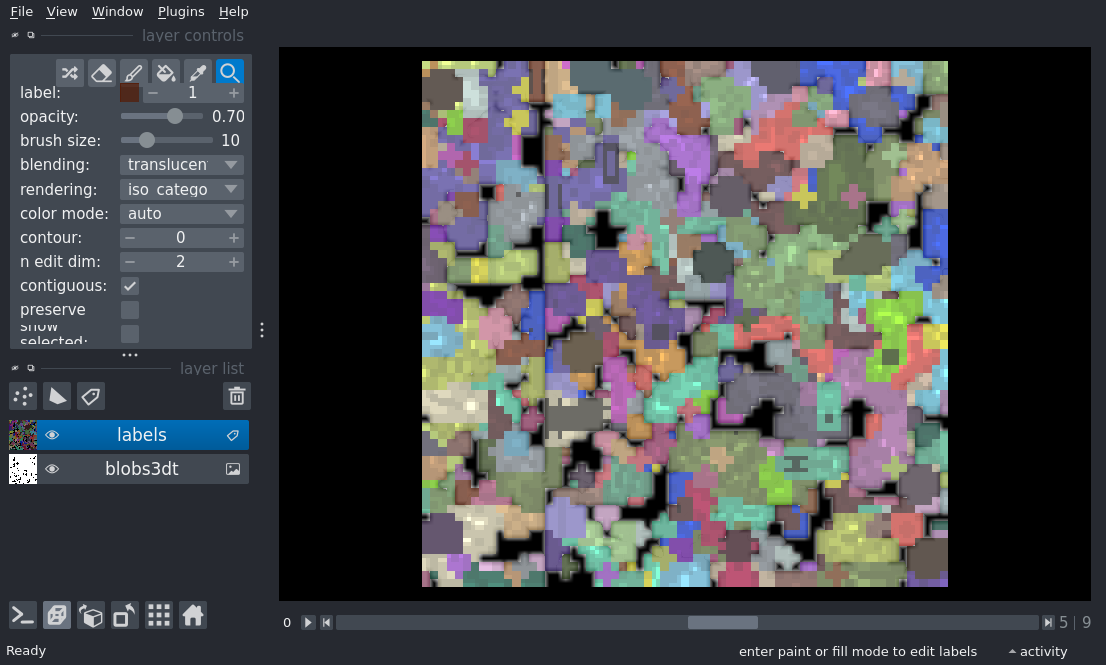 File View Window Plugins Help
layer controls
label: 1
opacity: 0.70
brush size: 10
blending: translucen
rendering: iso_catego
color mode: auto
contour: 0
n edit dim: 2
contiguous:
preserve
show
selected:
layer list
labels
blobs3dt
0 5 | 9
Ready enter paint or fill mode to edit labels activity